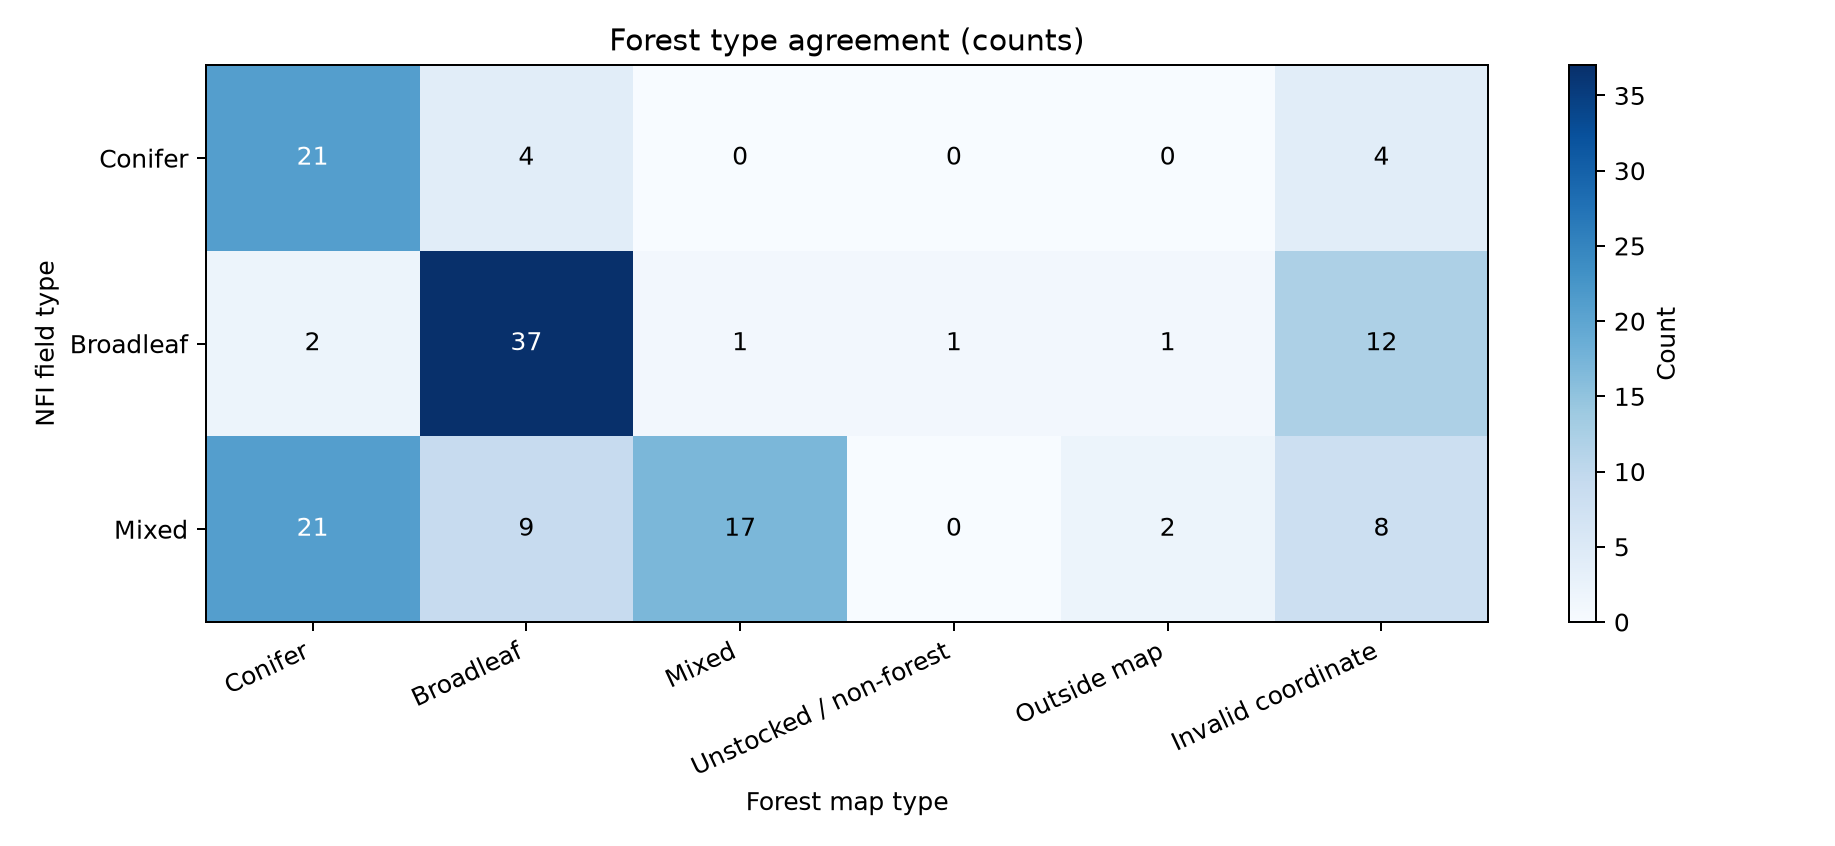 Forest type agreement (counts)
NFI field type
Conifer 21 4 0 0 0 4
Broadleaf 2 37 1 1 1 12
Mixed 21 9 17 0 2 8
Conifer Broadleaf Mixed Unstocked / non-forest Outside map Invalid coordinate
Forest map type
35
30
25
20
15
10
5
0
Count